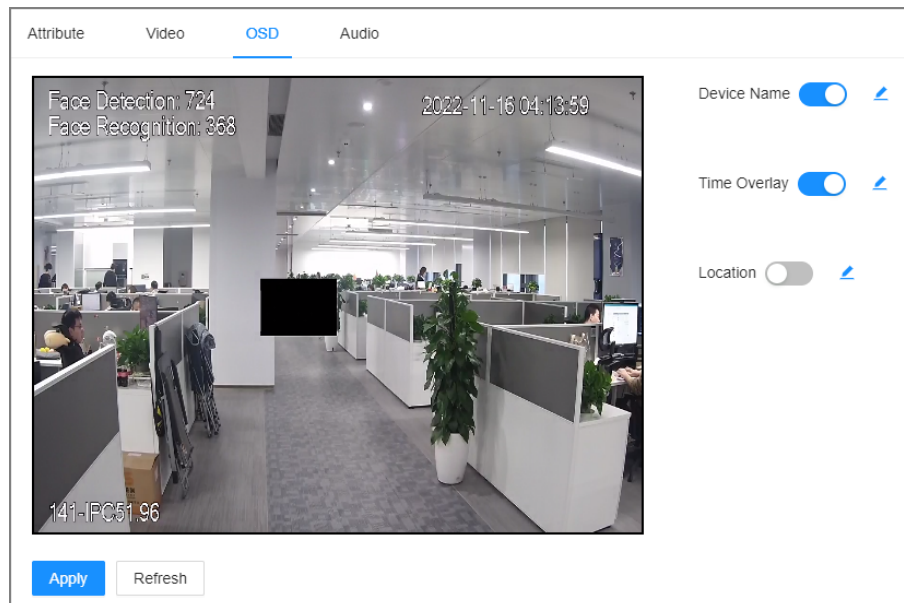 Attribute Video OSD Audio
Face Detection: 724
Face Recognition: 368
2022-11-16 04:13:59
Device Name
Time Overlay
Location
141-IPC51.96
Apply Refresh